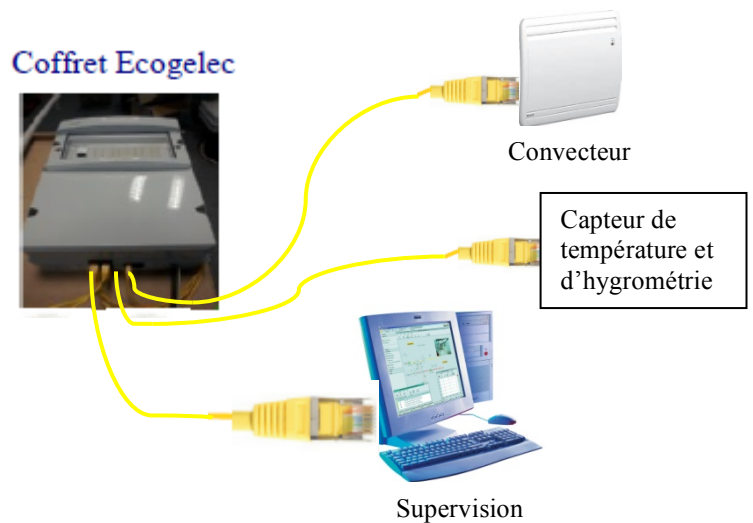 Coffret Ecogelec
Convecteur
Capteur de
température et
d’hygrométrie
Supervision